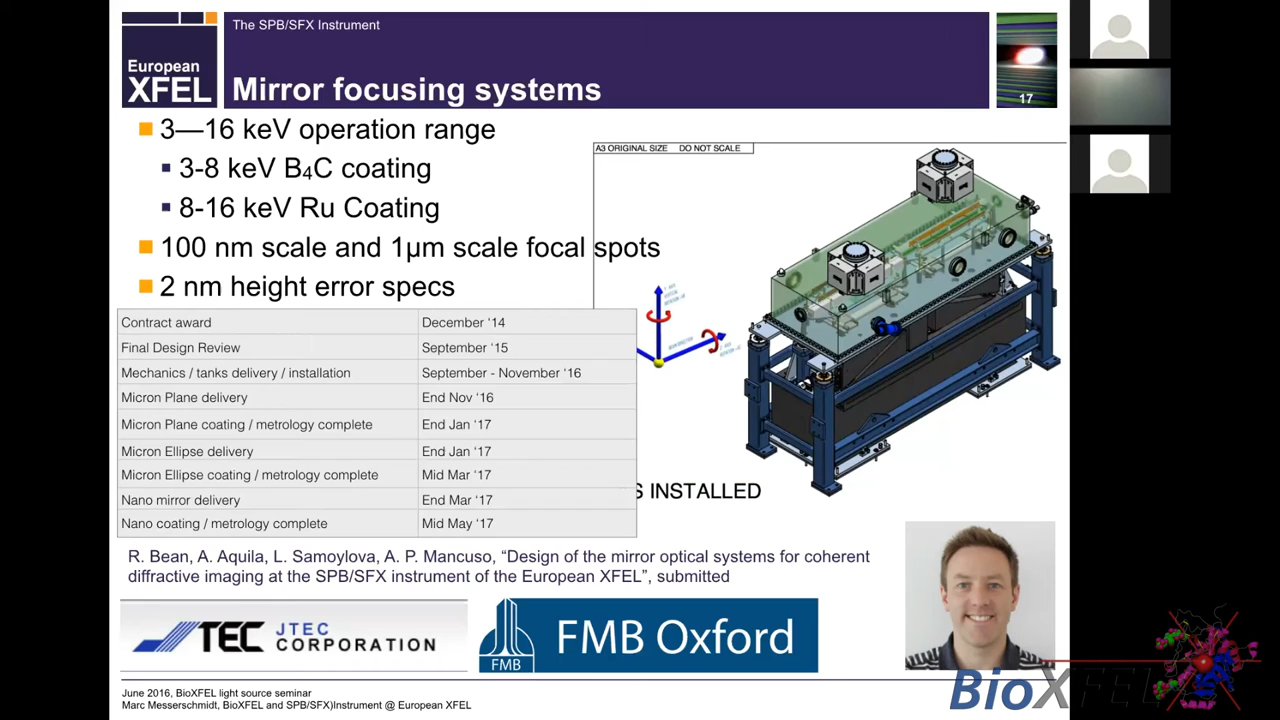 The SPB/SFX Instrument
European
XFEL
Mirror focusing systems
17
3—16 keV operation range
3-8 keV B4C coating
8-16 keV Ru Coating
100 nm scale and 1μm scale focal spots
2 nm height error specs
A3 ORIGINAL SIZE DO NOT SCALE
Contract award December ‘14
Final Design Review September ‘15
Mechanics / tanks delivery / installation September - November ‘16
Micron Plane delivery End Nov ‘16
Micron Plane coating / metrology complete End Jan ‘17
Micron Ellipse delivery End Jan ‘17
Micron Ellipse coating / metrology complete Mid Mar ‘17
Nano mirror delivery End Mar ‘17
Nano coating / metrology complete Mid May ‘17
S INSTALLED
R. Bean, A. Aquila, L. Samoylova, A. P. Mancuso, “Design of the mirror optical systems for coherent
diffractive imaging at the SPB/SFX instrument of the European XFEL”, submitted
JTEC
CORPORATION
FMB
FMB Oxford
June 2016, BioXFEL light source seminar
Marc Messerschmidt, BioXFEL and SPB/SFX)Instrument @ European XFEL
BioXFEL